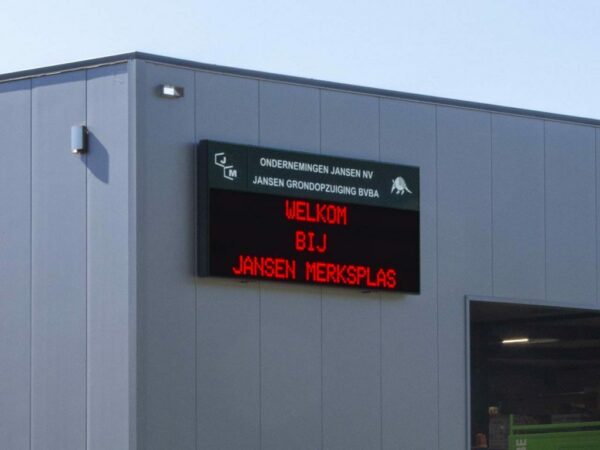 J
M
ONDERNEMINGEN JANSEN NV
JANSEN GRONDOPZUIGING BVBA
WELKOM
BIJ
JANSEN MERKSPLAS